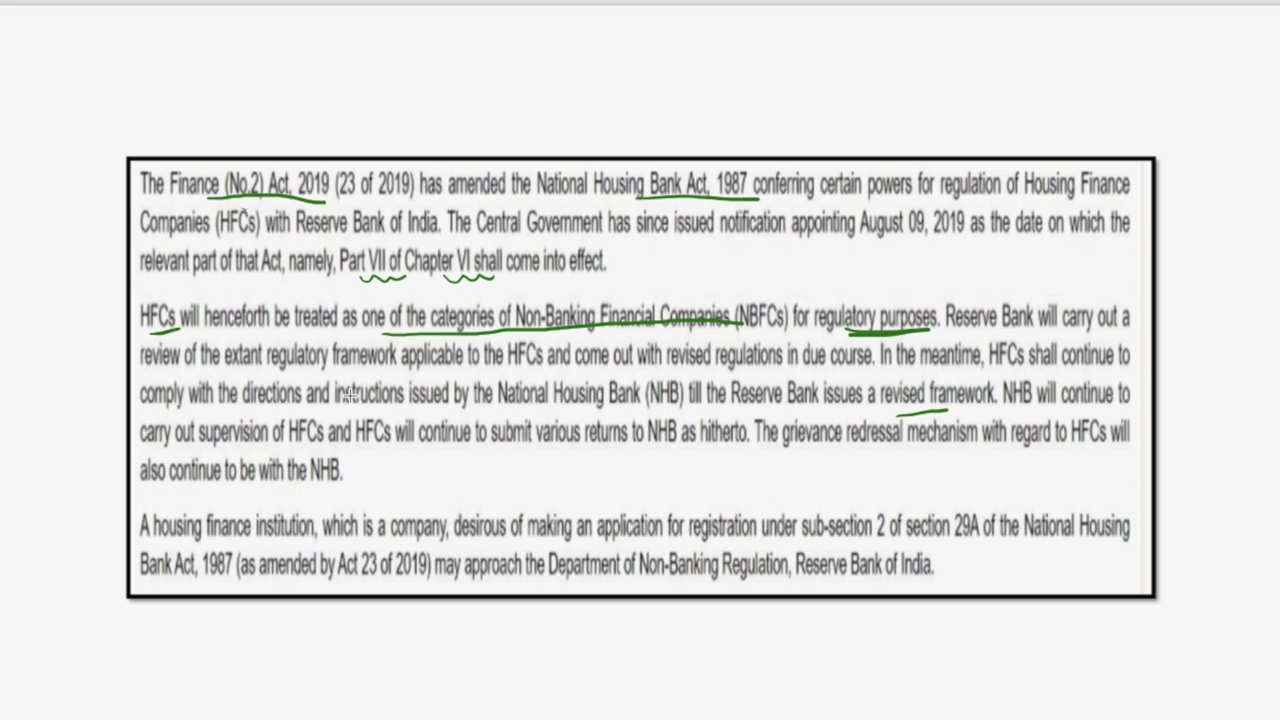 The Finance (No.2) Act, 2019 (23 of 2019) has amended the National Housing Bank Act, 1987 conferring certain powers for regulation of Housing Finance
Companies (HFCs) with Reserve Bank of India. The Central Government has since issued notification appointing August 09, 2019 as the date on which the
relevant part of that Act, namely, Part VII of Chapter VI shall come into effect.
HFCs will henceforth be treated as one of the categories of Non-Banking Financial Companies (NBFCs) for regulatory purposes. Reserve Bank will carry out a
review of the extant regulatory framework applicable to the HFCs and come out with revised regulations in due course. In the meantime, HFCs shall continue to
comply with the directions and instructions issued by the National Housing Bank (NHB) till the Reserve Bank issues a revised framework. NHB will continue to
carry out supervision of HFCs and HFCs will continue to submit various returns to NHB as hitherto. The grievance redressal mechanism with regard to HFCs will
also continue to be with the NHB.
A housing finance institution, which is a company, desirous of making an application for registration under sub-section 2 of section 29A of the National Housing
Bank Act, 1987 (as amended by Act 23 of 2019) may approach the Department of Non-Banking Regulation, Reserve Bank of India.